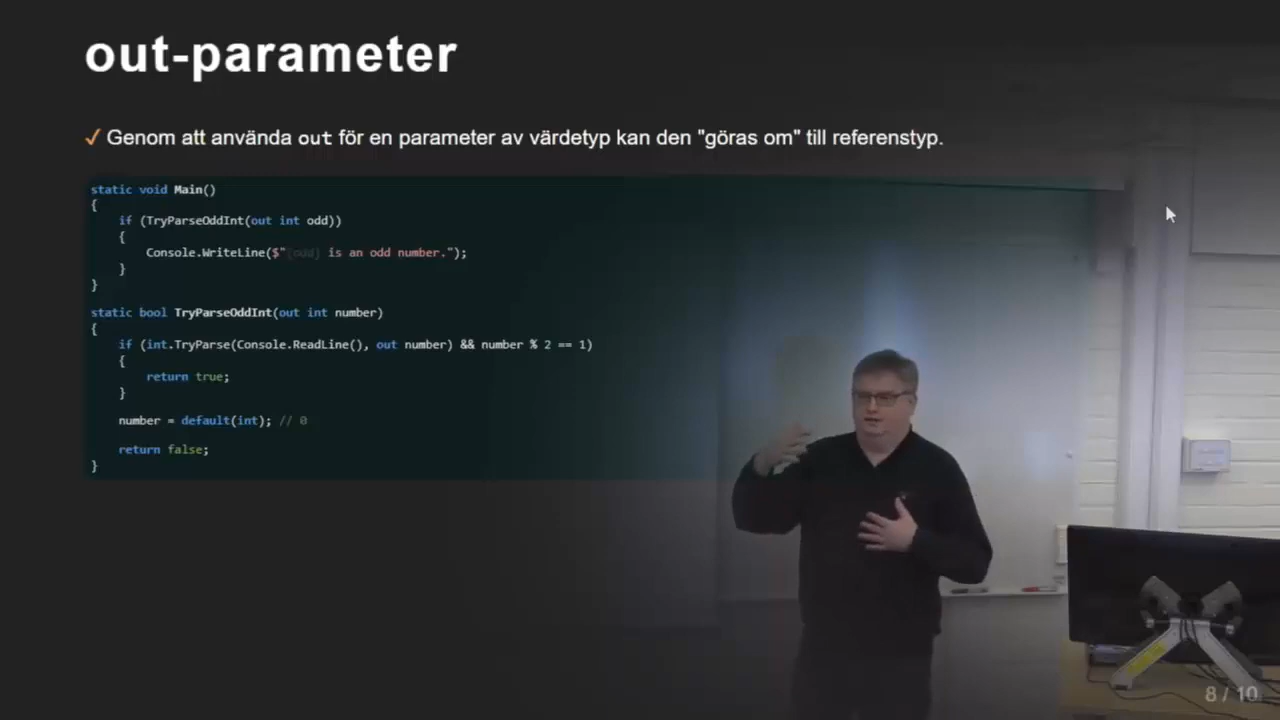 out-parameter
✓ Genom att använda out för en parameter av värdetyp kan den "göras om" till referenstyp.
static void Main()
{
if (TryParseOddInt(out int odd))
{
Console.WriteLine($"{odd} is an odd number.");
}
}
static bool TryParseOddInt(out int number)
{
if (int.TryParse(Console.ReadLine(), out number) && number % 2 == 1)
{
return true;
}
number = default(int); // 0
return false;
}
8 / 10